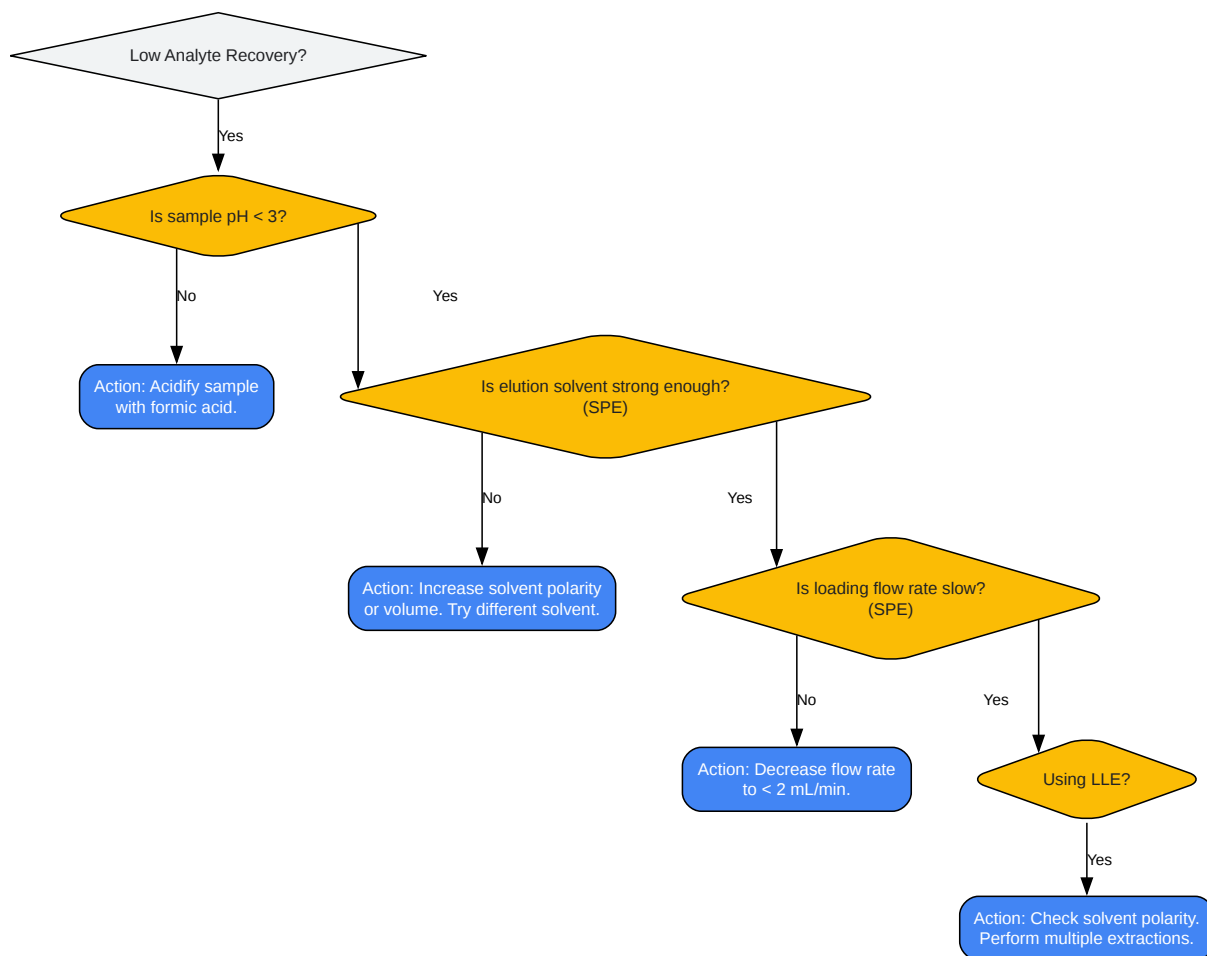 Low Analyte Recovery?
Yes
Is sample pH < 3?
No
Yes
Action: Acidify sample
with formic acid.
Is elution solvent strong enough?
(SPE)
No
Yes
Action: Increase solvent polarity
or volume. Try different solvent.
Is loading flow rate slow?
(SPE)
No
Yes
Action: Decrease flow rate
to < 2 mL/min.
Using LLE?
Yes
Action: Check solvent polarity.
Perform multiple extractions.